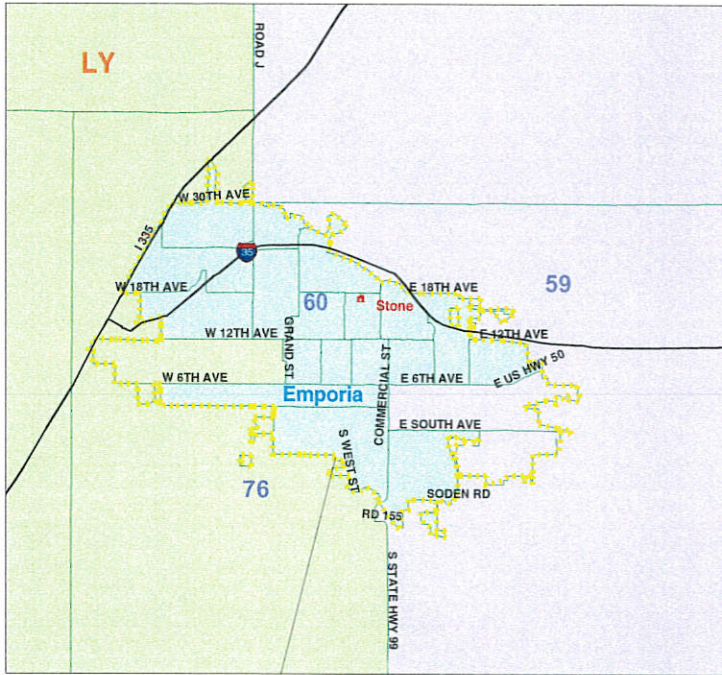 ROAD J
LY
W 30TH AVE
I 335
35
W 18TH AVE
E 18TH AVE
59
60
Stone
GRAND ST
W 12TH AVE
E 12TH AVE
COMMERCIAL ST
W 6TH AVE
E 6TH AVE
E US HWY 50
Emporia
E SOUTH AVE
S WEST ST
76
SODEN RD
RD 155
S STATE HWY 99